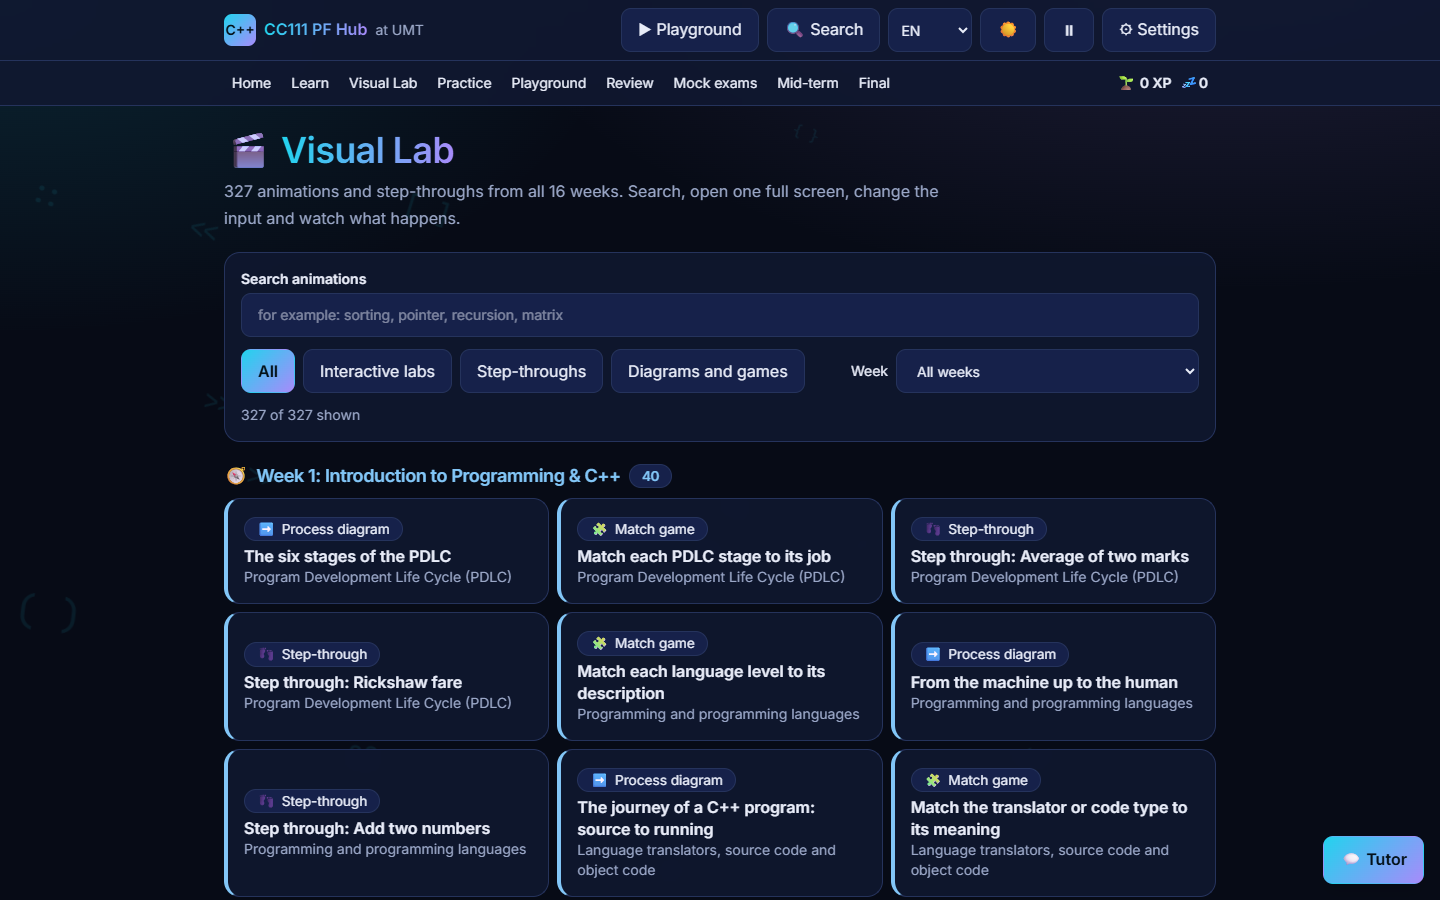 C++ CC111 PF Hub at UMT
Playground
Search
EN
Settings
Home
Learn
Visual Lab
Practice
Playground
Review
Mock exams
Mid-term
Final
0 XP
0
Visual Lab
327 animations and step-throughs from all 16 weeks. Search, open one full screen, change the
input and watch what happens.
Search animations
for example: sorting, pointer, recursion, matrix
All
Interactive labs
Step-throughs
Diagrams and games
Week
All weeks
327 of 327 shown
Week 1: Introduction to Programming & C++ 40
Process diagram
The six stages of the PDLC
Program Development Life Cycle (PDLC)
Match game
Match each PDLC stage to its job
Program Development Life Cycle (PDLC)
Step-through
Step through: Average of two marks
Program Development Life Cycle (PDLC)
Step-through
Step through: Rickshaw fare
Program Development Life Cycle (PDLC)
Match game
Match each language level to its
description
Programming and programming languages
Process diagram
From the machine up to the human
Programming and programming languages
Step-through
Step through: Add two numbers
Programming and programming languages
Process diagram
The journey of a C++ program:
source to running
Language translators, source code and
object code
Match game
Match the translator or code type to
its meaning
Language translators, source code and
object code
Tutor